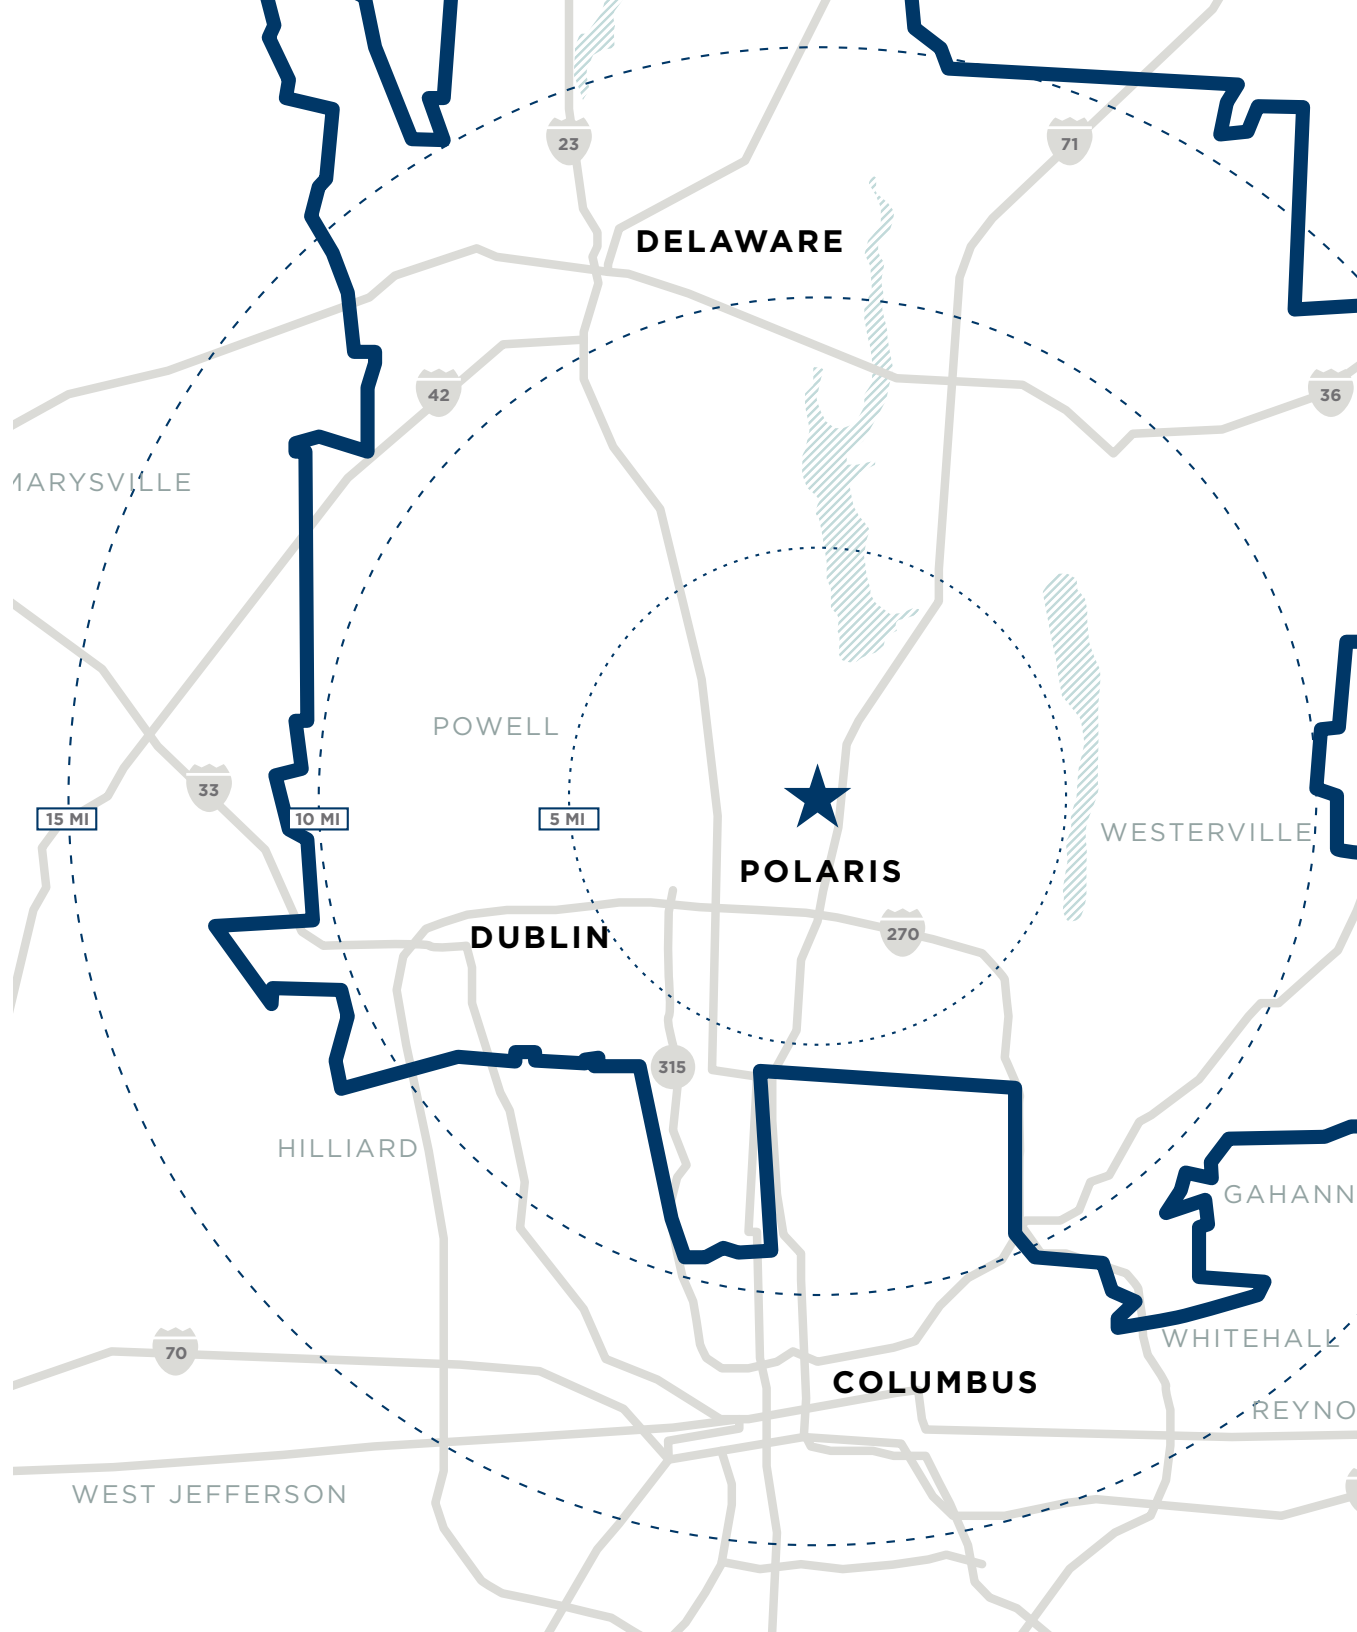 23
71
DELAWARE
42
36
MARYSVILLE
POWELL
33
15 MI
10 MI
5 MI
WESTERVILLE
POLARIS
DUBLIN
270
315
HILLIARD
GAHANN
WHITEHALL
70
COLUMBUS
REYNO
WEST JEFFERSON